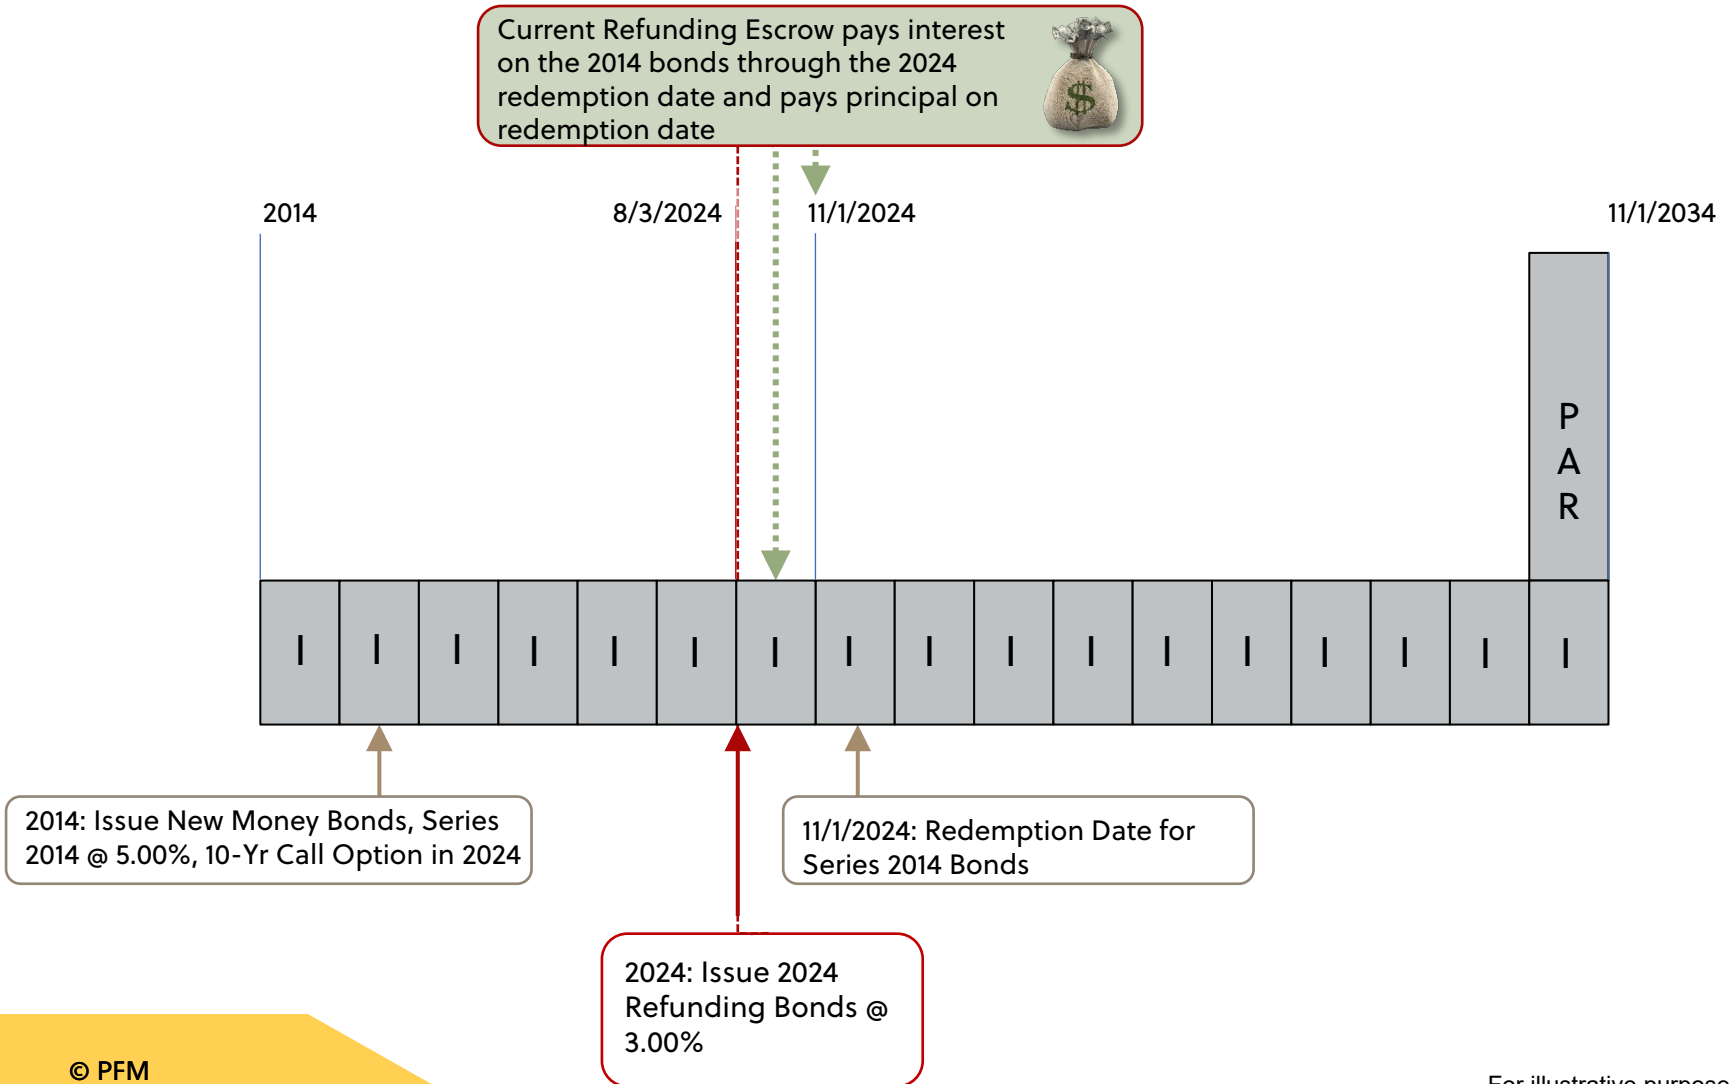 Current Refunding Escrow pays interest
on the 2014 bonds through the 2024
redemption date and pays principal on
redemption date
$
2014
8/3/2024
11/1/2024
11/1/2034
P
A
R
I I I I I I I I I I I I I I I I I
2014: Issue New Money Bonds, Series
2014 @ 5.00%, 10-Yr Call Option in 2024
11/1/2024: Redemption Date for
Series 2014 Bonds
2024: Issue 2024
Refunding Bonds @
3.00%
© PFM
For illustrative purpose